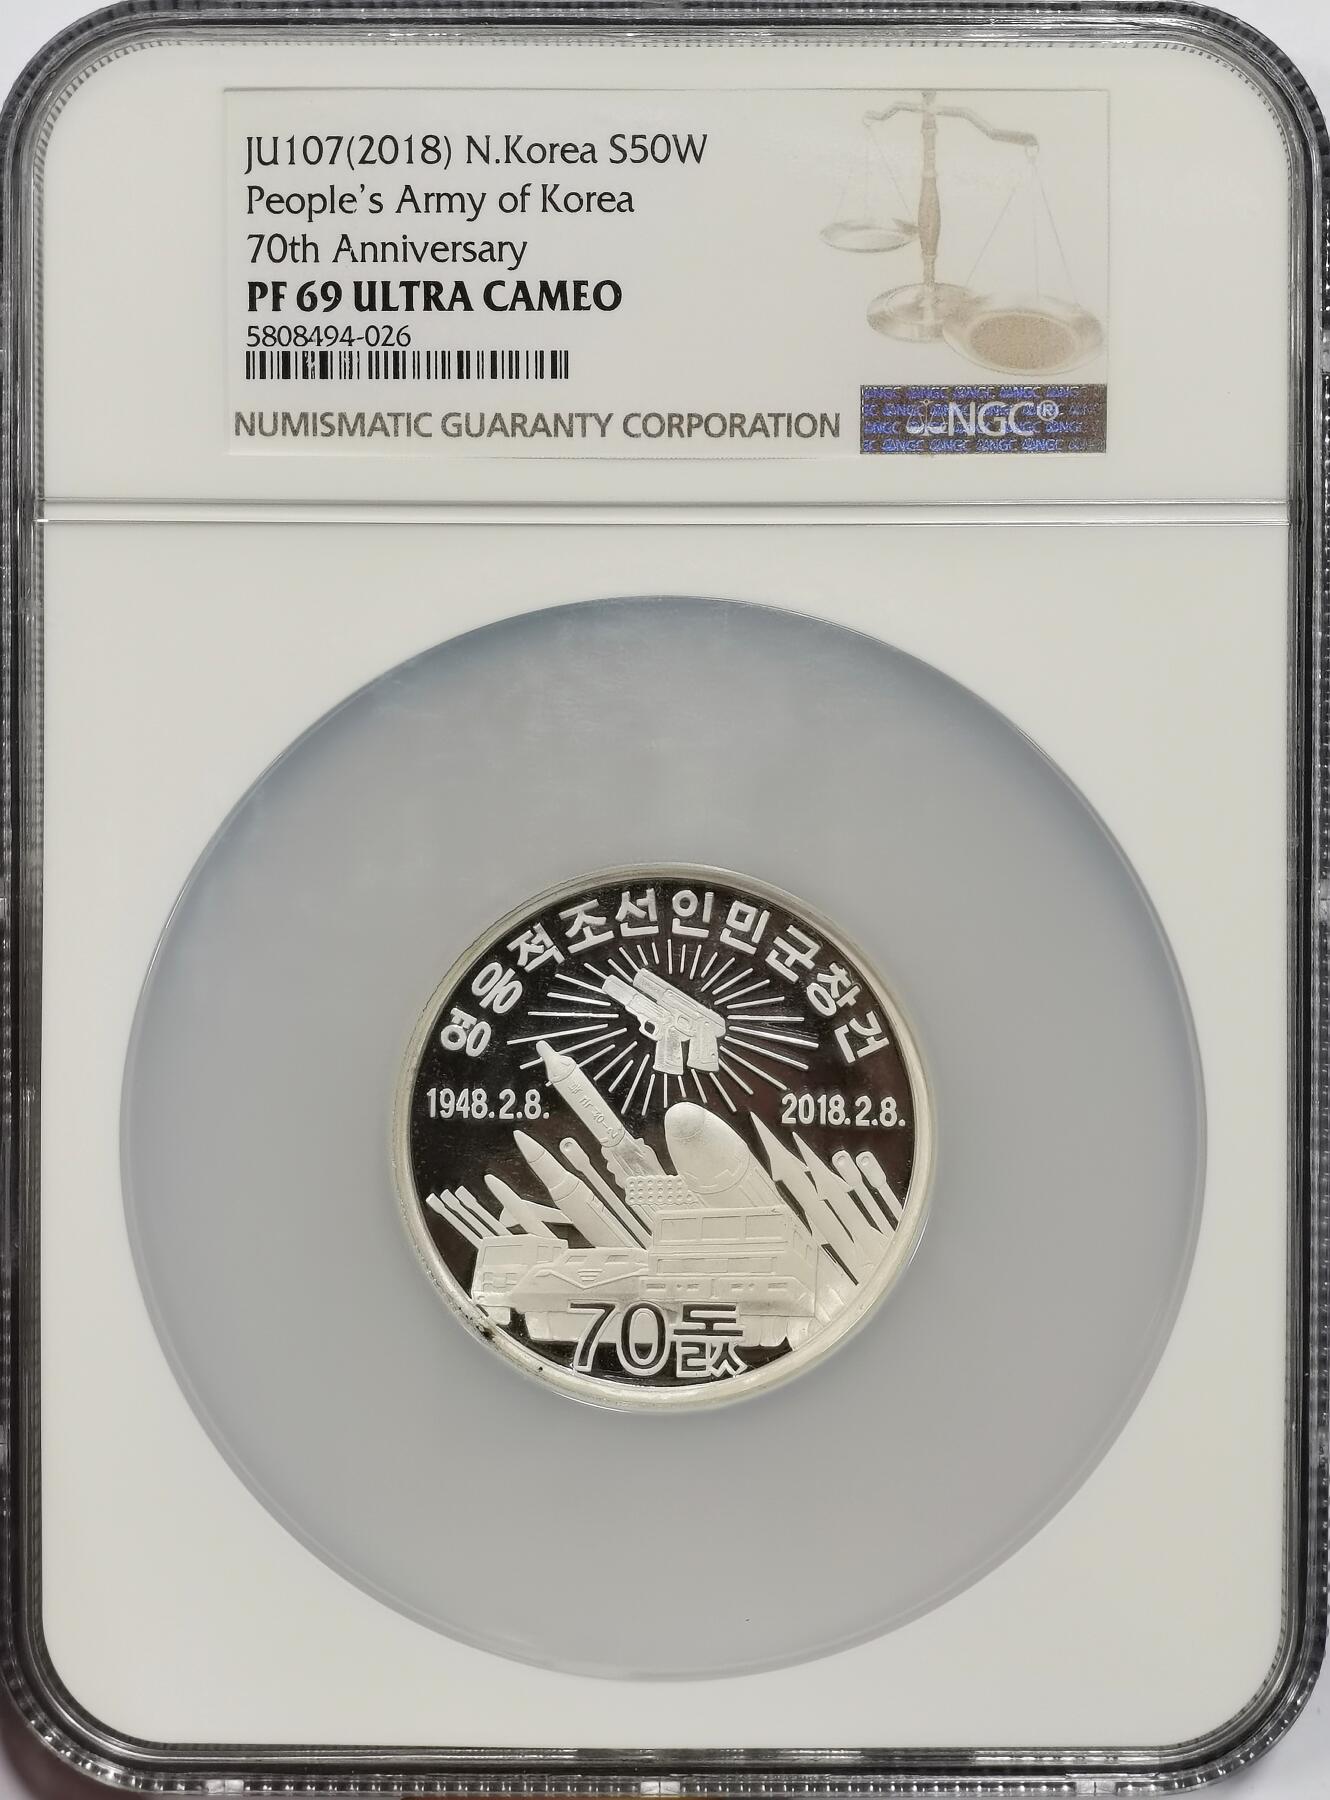 JU107(2018) N.Korea S50W
People's Army of Korea
70th Anniversary
PF 69 ULTRA CAMEO
5808494-026
NUMISMATIC GUARANTY CORPORATION
NGC®
영웅적조선인민군창건
1948.2.8.
2018.2.8.
70돐